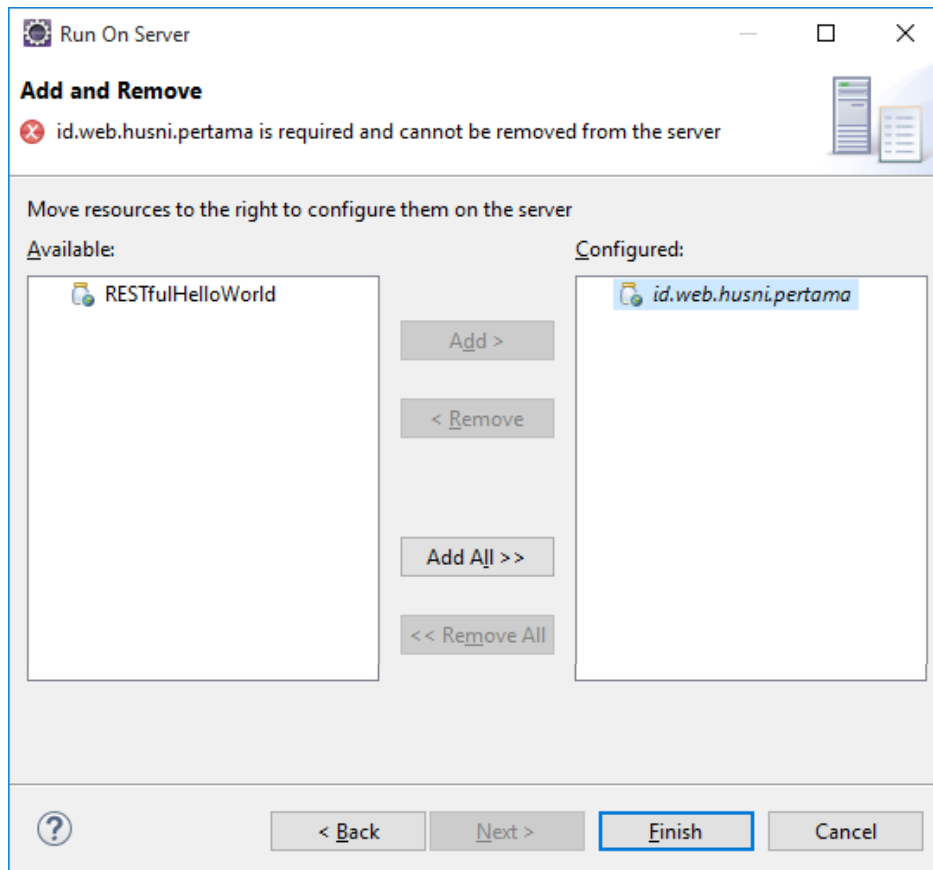 Run On Server
Add and Remove
id.web.husni.pertama is required and cannot be removed from the server
Move resources to the right to configure them on the server
Available:
Configured:
RESTfulHelloWorld
id.web.husni.pertama
Add >
< Remove
Add All >>
<< Remove All
< Back
Next >
Finish
Cancel